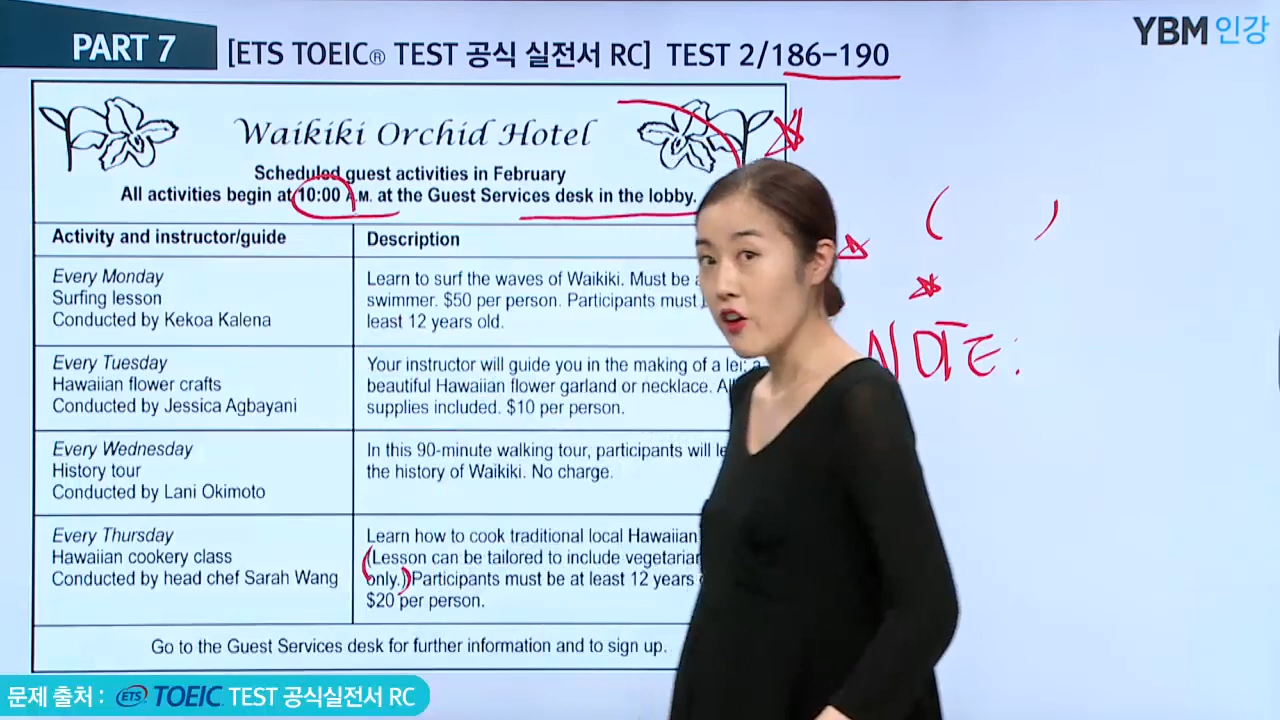 PART 7
[ETS TOEIC® TEST 공식 실전서 RC] TEST 2/186-190
YBM 인강
Waikiki Orchid Hotel
Scheduled guest activities in February
All activities begin at 10:00 A.M. at the Guest Services desk in the lobby.
Activity and instructor/guide
Description
Every Monday
Surfing lesson
Conducted by Kekoa Kalena
Learn to surf the waves of Waikiki. Must be
swimmer. $50 per person. Participants must
least 12 years old.
Every Tuesday
Hawaiian flower crafts
Conducted by Jessica Agbayani
Your instructor will guide you in the making of a lei; a
beautiful Hawaiian flower garland or necklace.
supplies included. $10 per person.
Every Wednesday
History tour
Conducted by Lani Okimoto
In this 90-minute walking tour, participants will
the history of Waikiki. No charge.
Every Thursday
Hawaiian cookery class
Conducted by head chef Sarah Wang
Learn how to cook traditional local Hawaiian
(Lesson can be tailored to include vegetarian
only.) Participants must be at least 12 years
$20 per person.
Go to the Guest Services desk for further information and to sign up.
( )
NOTE:
문제 출처 : ETS TOEIC TEST 공식실전서 RC